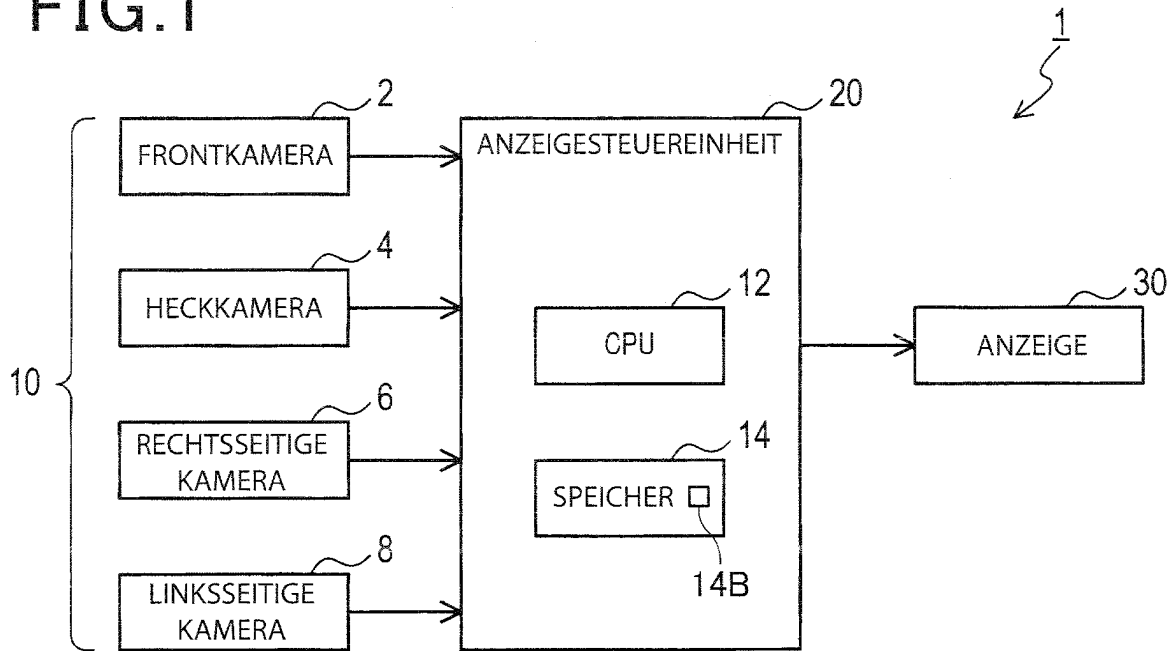 FIG.1
1
2
FRONTKAMERA
4
HECKKAMERA
10
6
RECHTSSEITIGE
KAMERA
8
LINKSSEITIGE
KAMERA
20
ANZEIGESTEUEREINHEIT
12
CPU
14
SPEICHER
14B
30
ANZEIGE